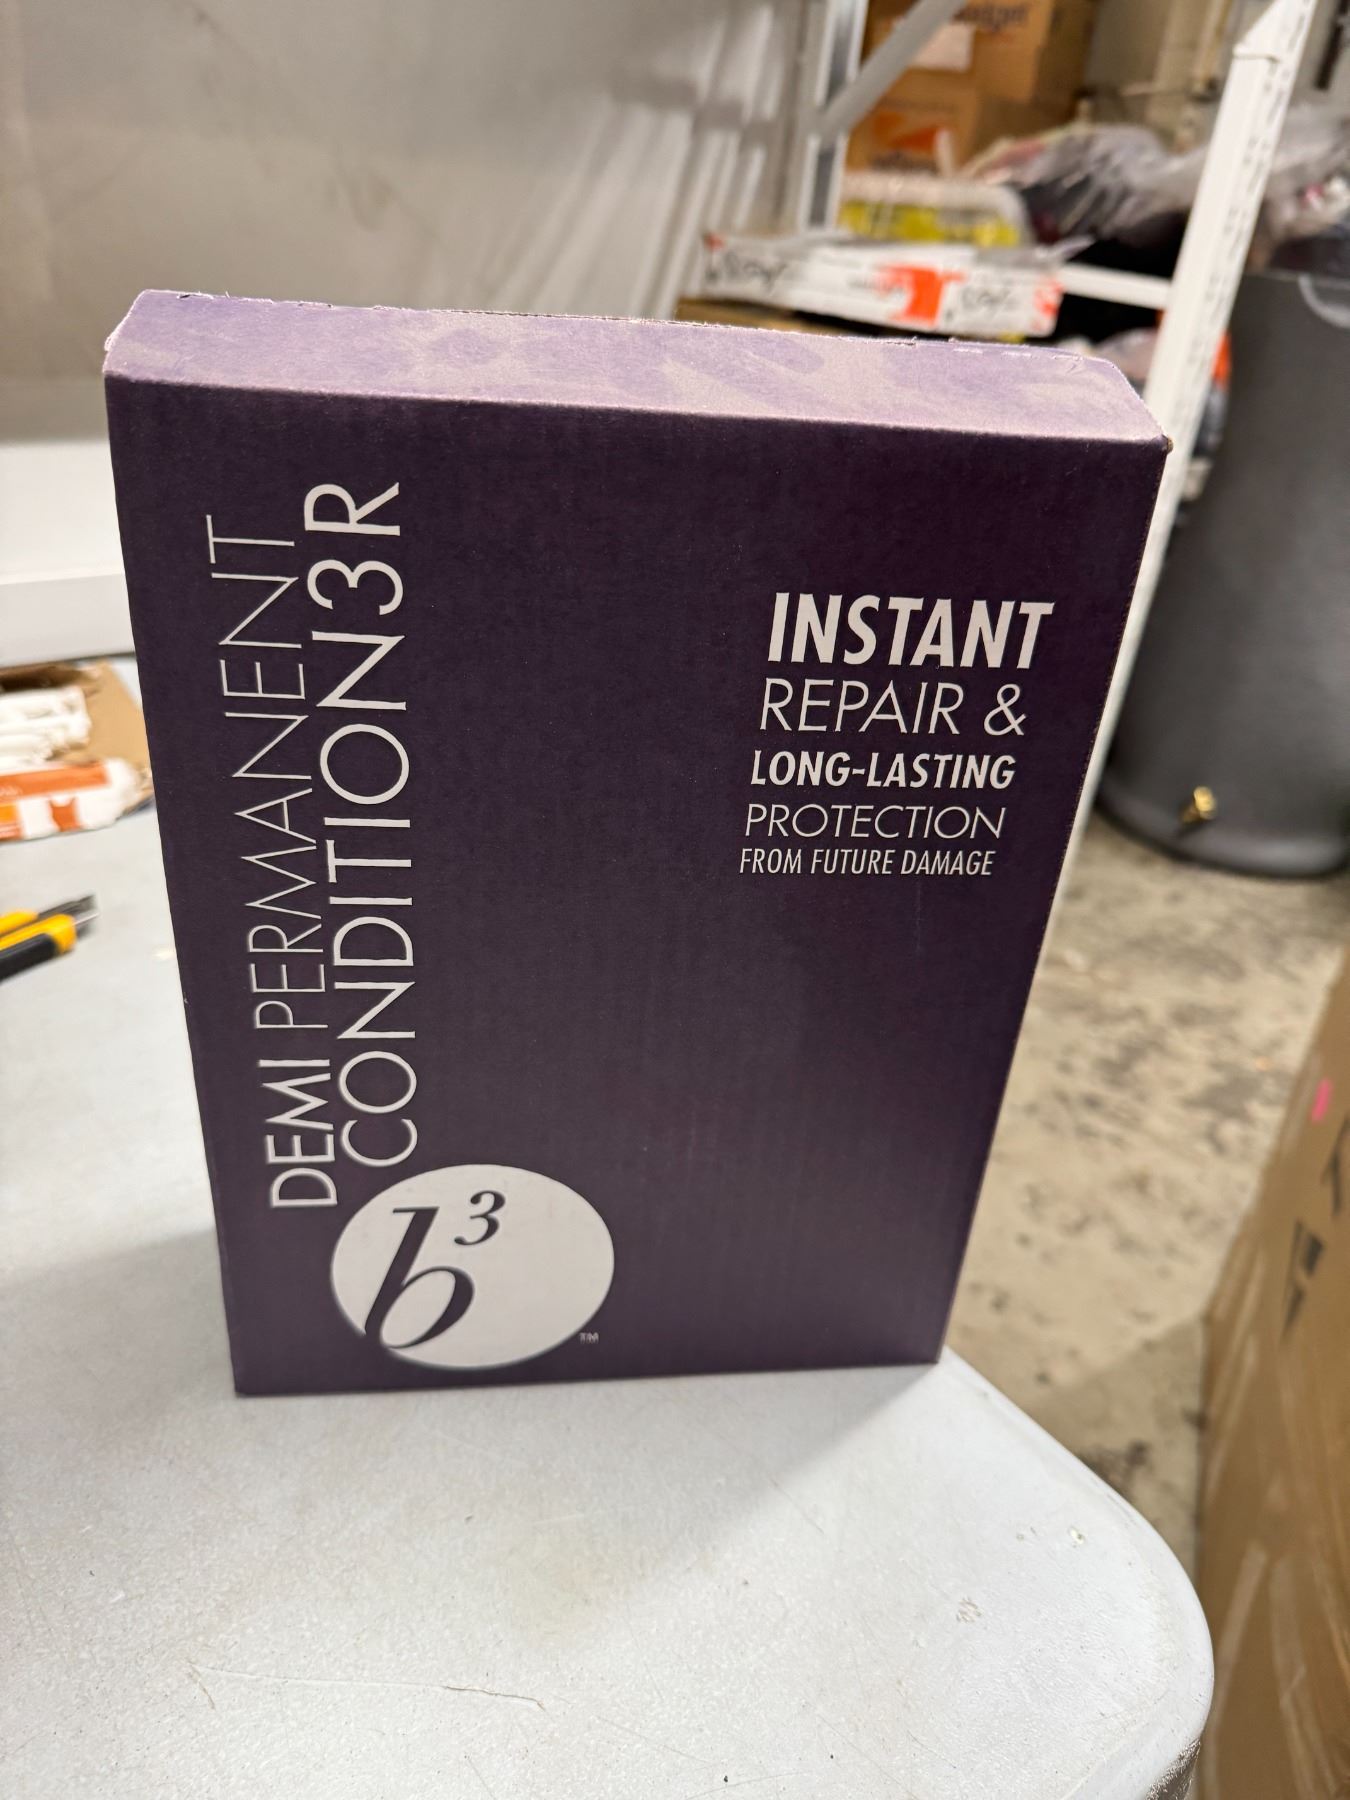 DEMI PERMANENT
CONDITION3R
INSTANT
REPAIR &
LONG-LASTING
PROTECTION
FROM FUTURE DAMAGE
b³
™